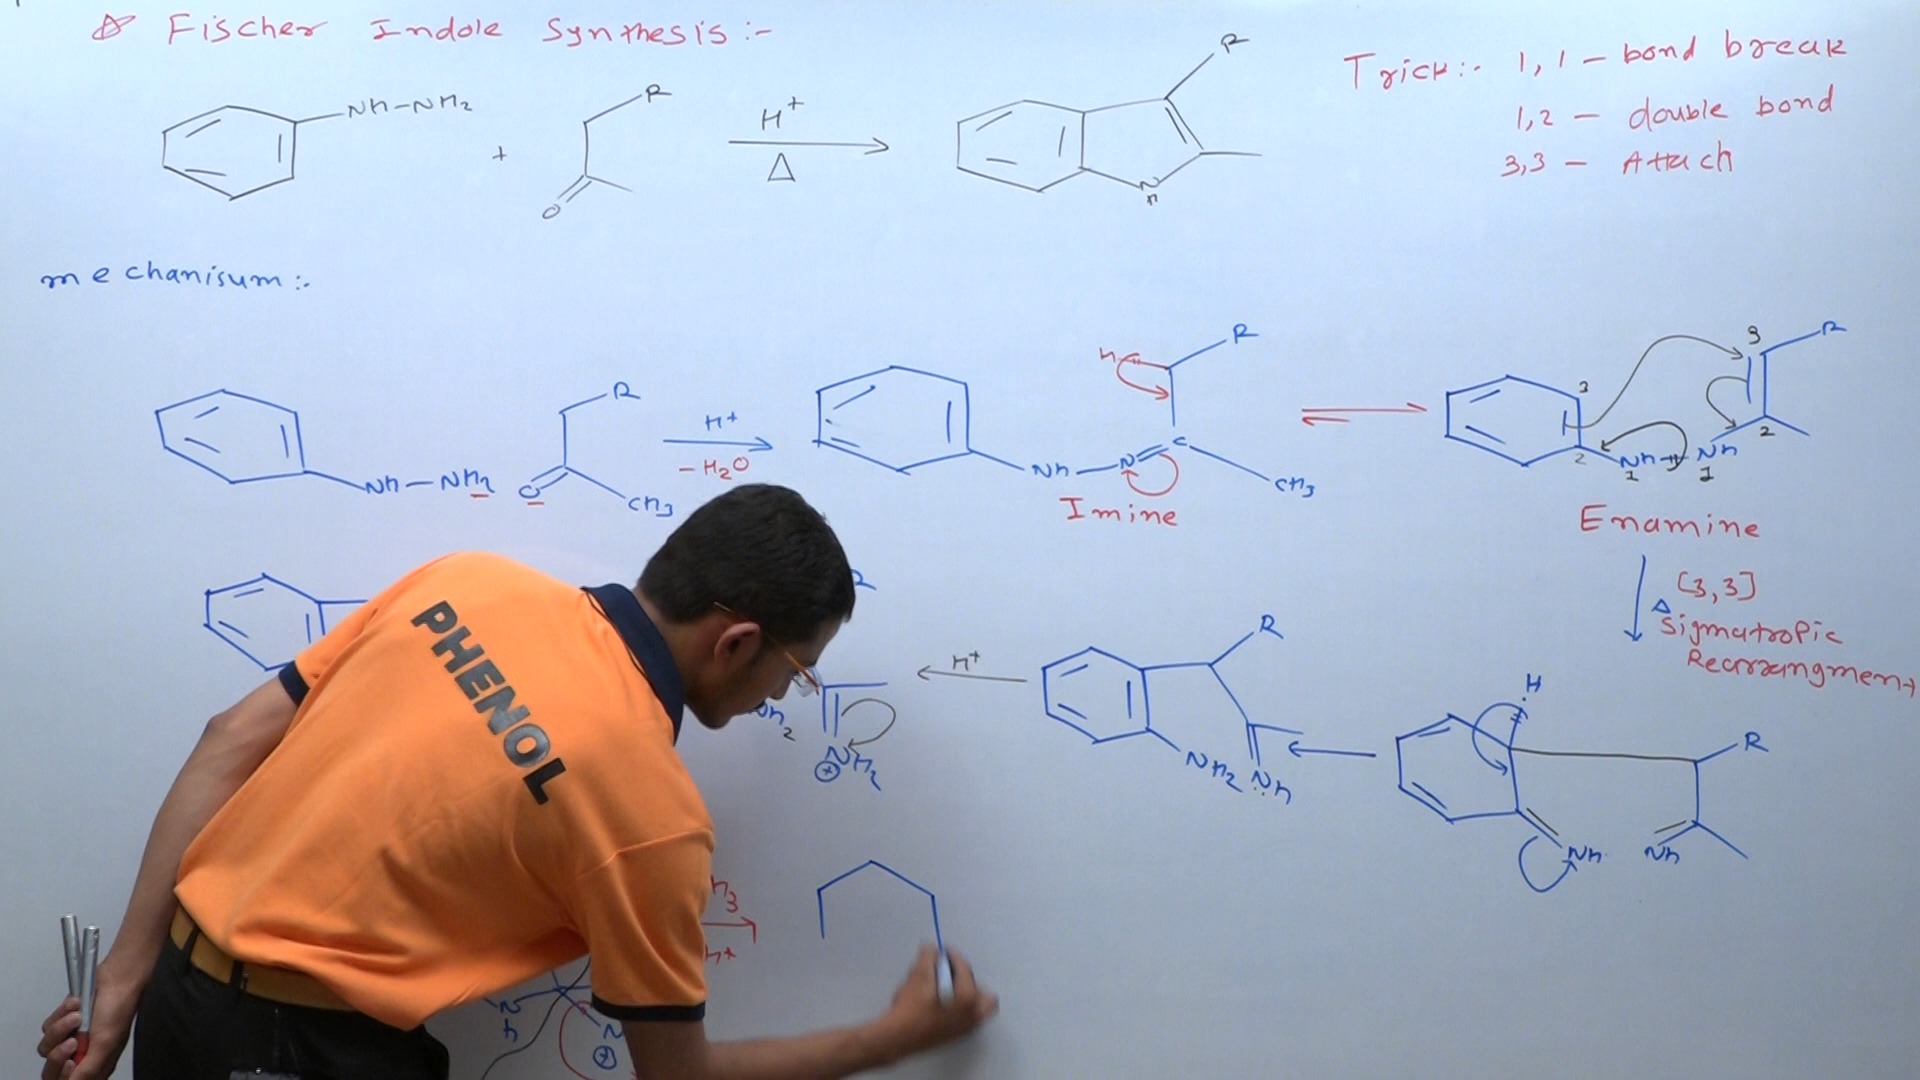 ☆ Fischer Indole Synthesis :-
Trick:- 1,1 - bond break
1,2 - double bond
3,3 - Attach
Nh-NH2
+
R
O
H+
Δ
R
N
h
mechanisum:-
Nh-NH2
R
O
CH3
H+
-H2O
h
R
Nh-N=C
CH3
Imine
3
2
Nh
1
Nh
1
2
3
R
Enamine
[3,3]
Δ
Sigmatropic
Rearrangment
H
R
Nh
Nh
R
NH2
Nh
H+
R
NH2
⊕NH2
PHENOL
h3
h+
N
h
N
⊕